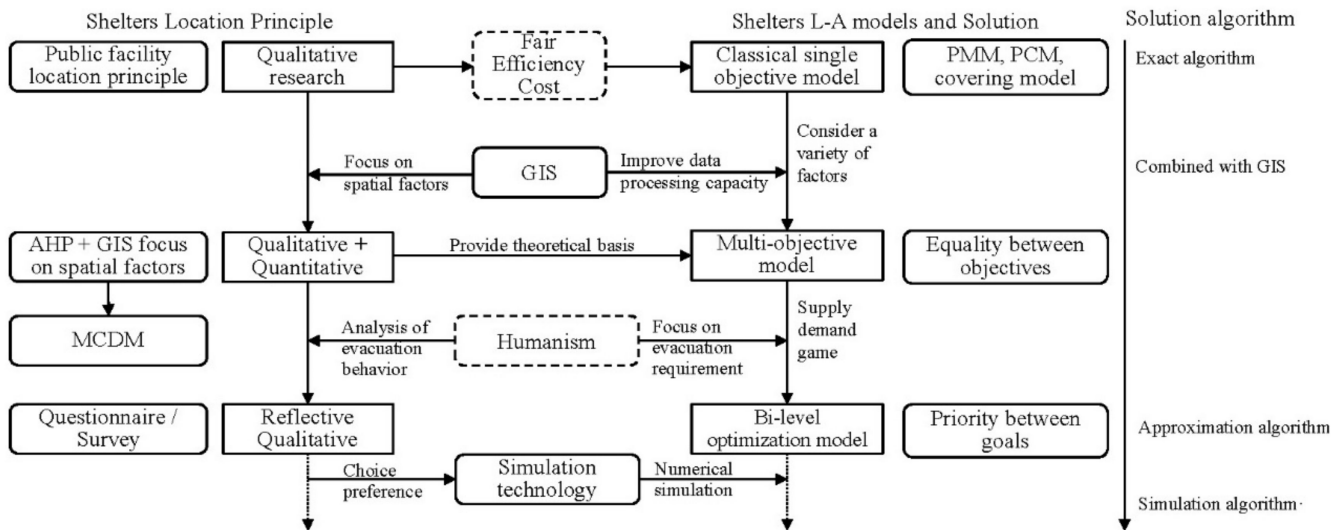 Shelters Location Principle
Shelters L-A models and Solution
Solution algorithm
Public facility
location principle
Qualitative
research
Fair
Efficiency
Cost
Classical single
objective model
PMM, PCM,
covering model
Exact algorithm
Focus on
spatial factors
GIS
Improve data
processing capacity
Consider a
variety of
factors
Combined with GIS
AHP + GIS focus
on spatial factors
Qualitative +
Quantitative
Provide theoretical basis
Multi-objective
model
Equality between
objectives
MCDM
Analysis of
evacuation
behavior
Humanism
Focus on
evacuation
requirement
Supply
demand
game
Questionnaire /
Survey
Reflective
Qualitative
Bi-level
optimization model
Priority between
goals
Approximation algorithm
Choice
preference
Simulation
technology
Numerical
simulation
Simulation algorithm